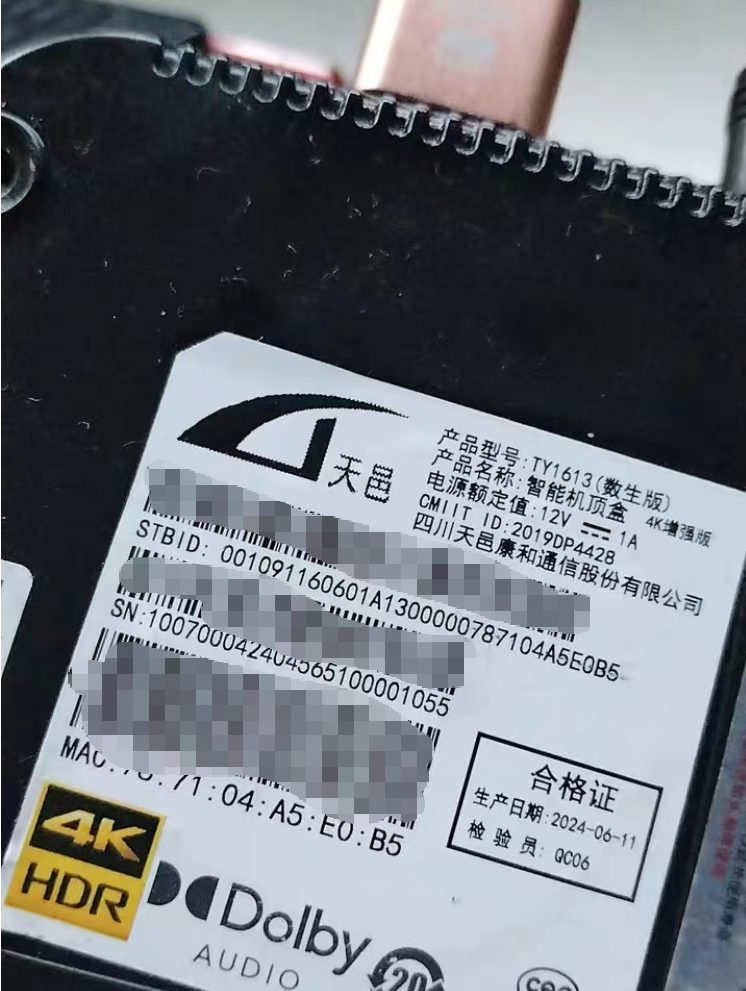 天邑
产品型号:TY1613(数生版)
产品名称:智能机顶盒 4K增强版
电源额定值:12V 1A
CMIIT ID:2019DP4428
四川天邑康和通信股份有限公司
STBID: 001091160601A13000000787104A5E0B5
SN:100700042404565100001055
:71:04:A5:E0:B5
合格证
生产日期:2024-06-11
检 验 员: QC06
4K
HDR
Dolby
AUDIO
20